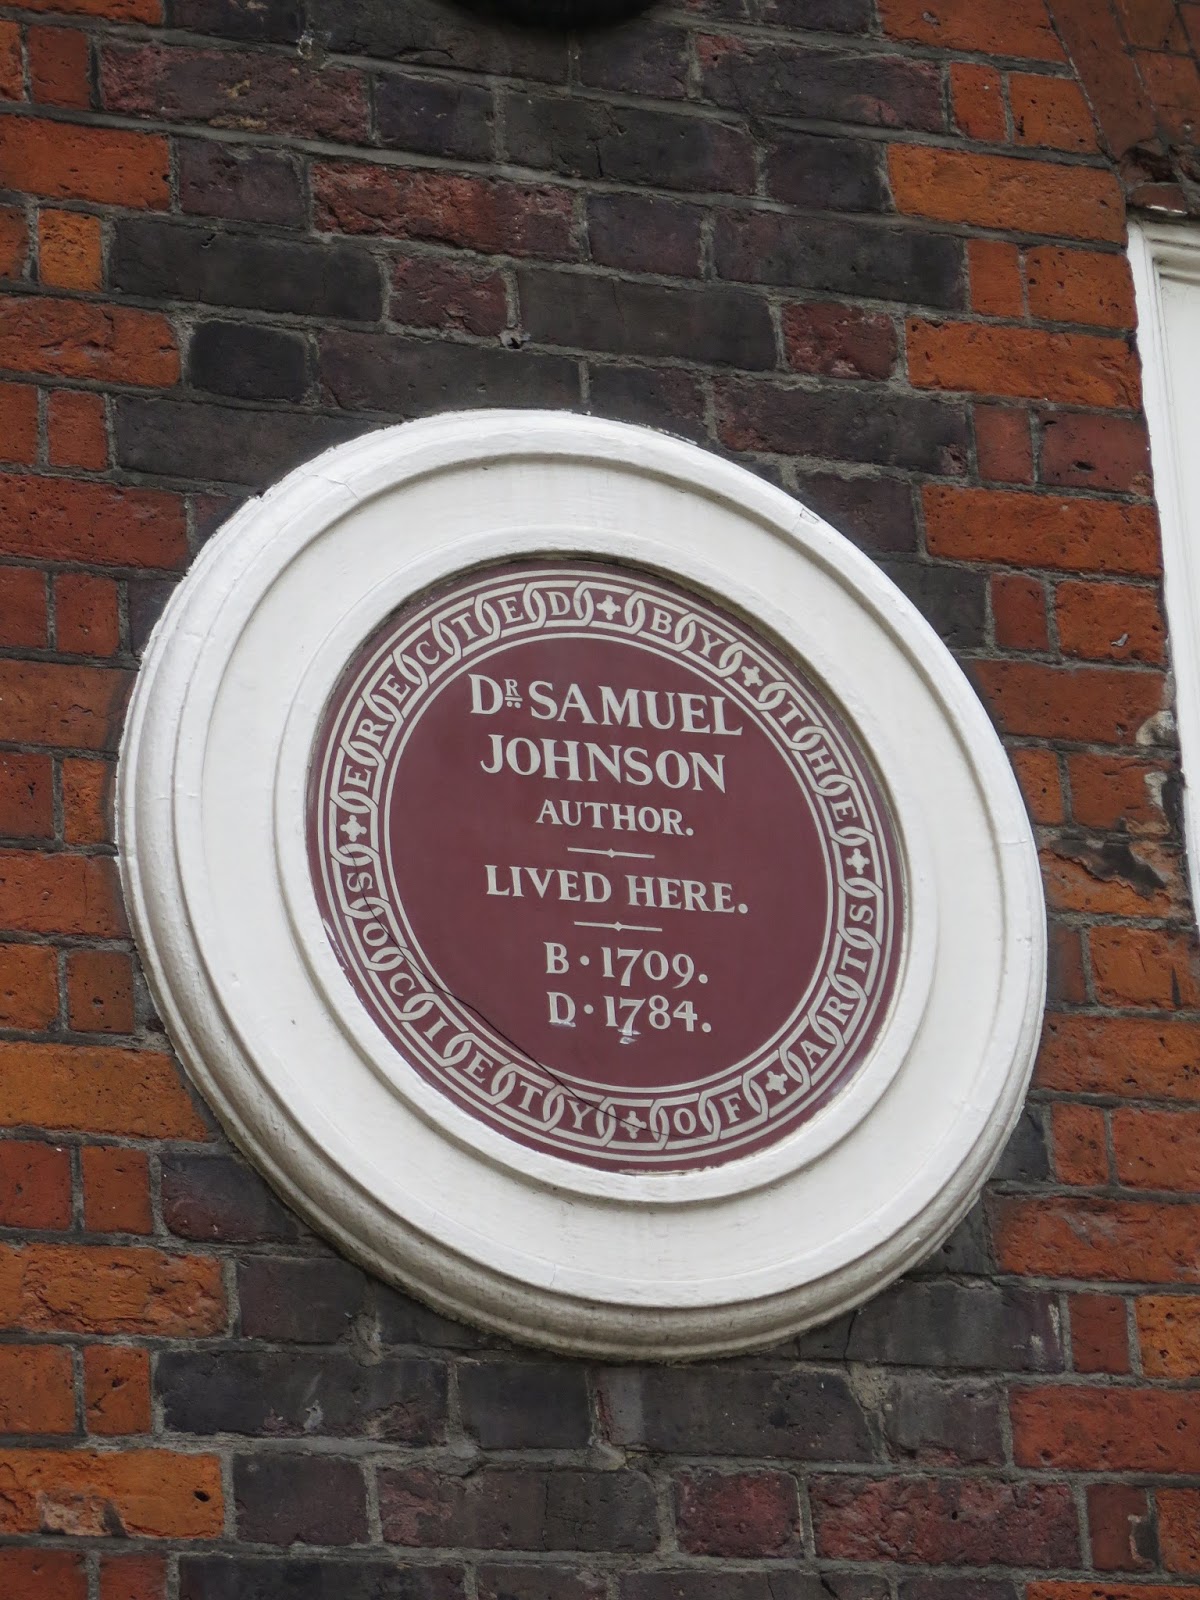 DR SAMUEL
JOHNSON
AUTHOR.
LIVED HERE.
B·1709.
D·1784.
ERECTED BY THE SOCIETY OF ARTS